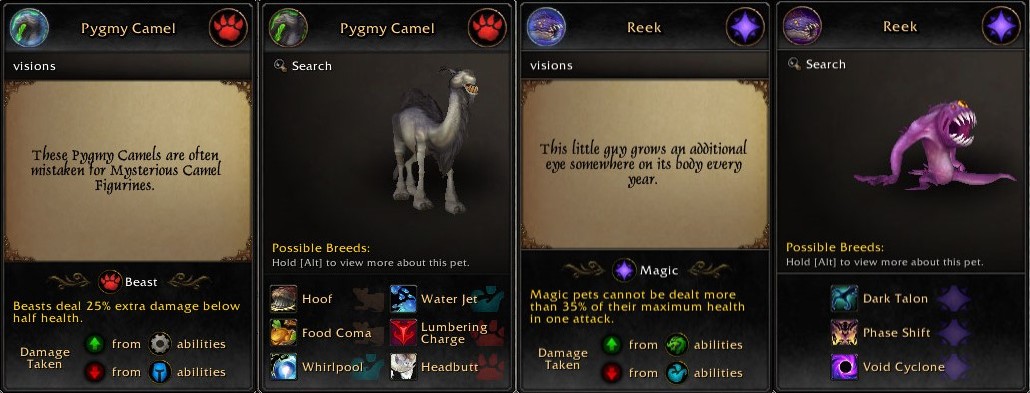 Pygmy Camel
visions
These Pygmy Camels are often
mistaken for Mysterious Camel
Figurines.
Beast
Beasts deal 25% extra damage below
half health.
Damage
Taken
from abilities
from abilities
Pygmy Camel
Search
Possible Breeds:
Hold [Alt] to view more about this pet.
Hoof
Water Jet
Food Coma
Lumbering
Charge
Whirlpool
Headbutt
Reek
visions
This little guy grows an additional
eye somewhere on its body every
year.
Magic
Magic pets cannot be dealt more
than 35% of their maximum health
in one attack.
Damage
Taken
from abilities
from abilities
Reek
Search
Possible Breeds:
Hold [Alt] to view more about this pet.
Dark Talon
Phase Shift
Void Cyclone